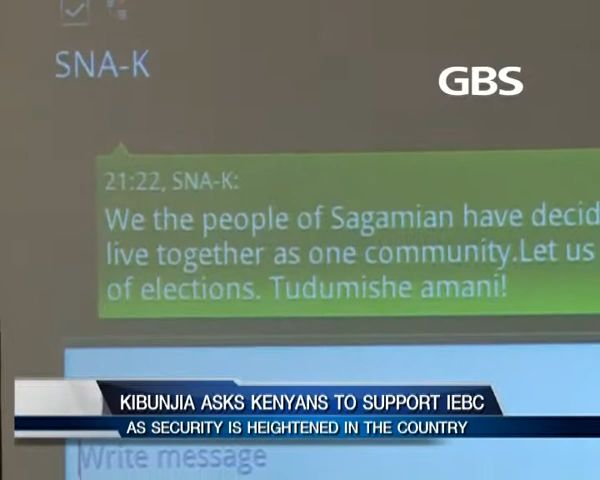 SNA-K
GBS
21:22, SNA-K:
We the people of Sagamian have decid
live together as one community.Let us
of elections. Tudumishe amani!
KIBUNJIA ASKS KENYANS TO SUPPORT IEBC
AS SECURITY IS HEIGHTENED IN THE COUNTRY
Write message